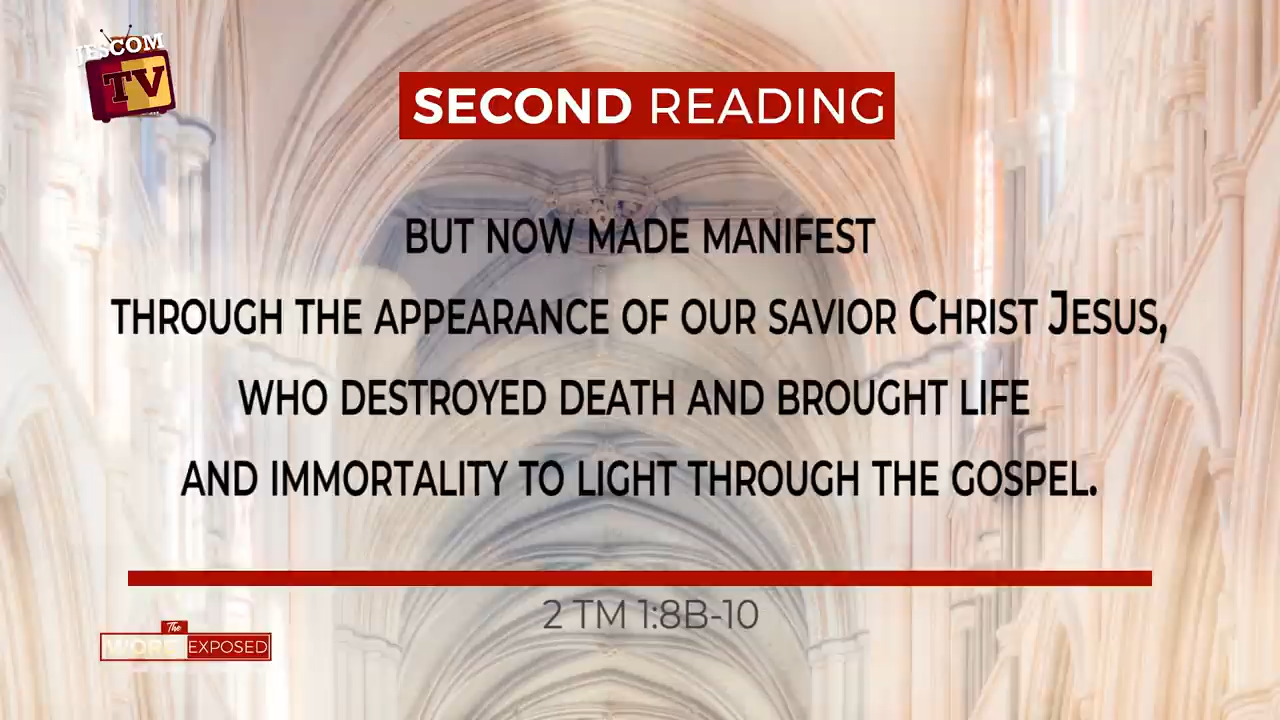 JESCOM
TV
SECOND READING
BUT NOW MADE MANIFEST
THROUGH THE APPEARANCE OF OUR SAVIOR CHRIST JESUS,
WHO DESTROYED DEATH AND BROUGHT LIFE
AND IMMORTALITY TO LIGHT THROUGH THE GOSPEL.
2 TM 1:8B-10
The
WORD EXPOSED